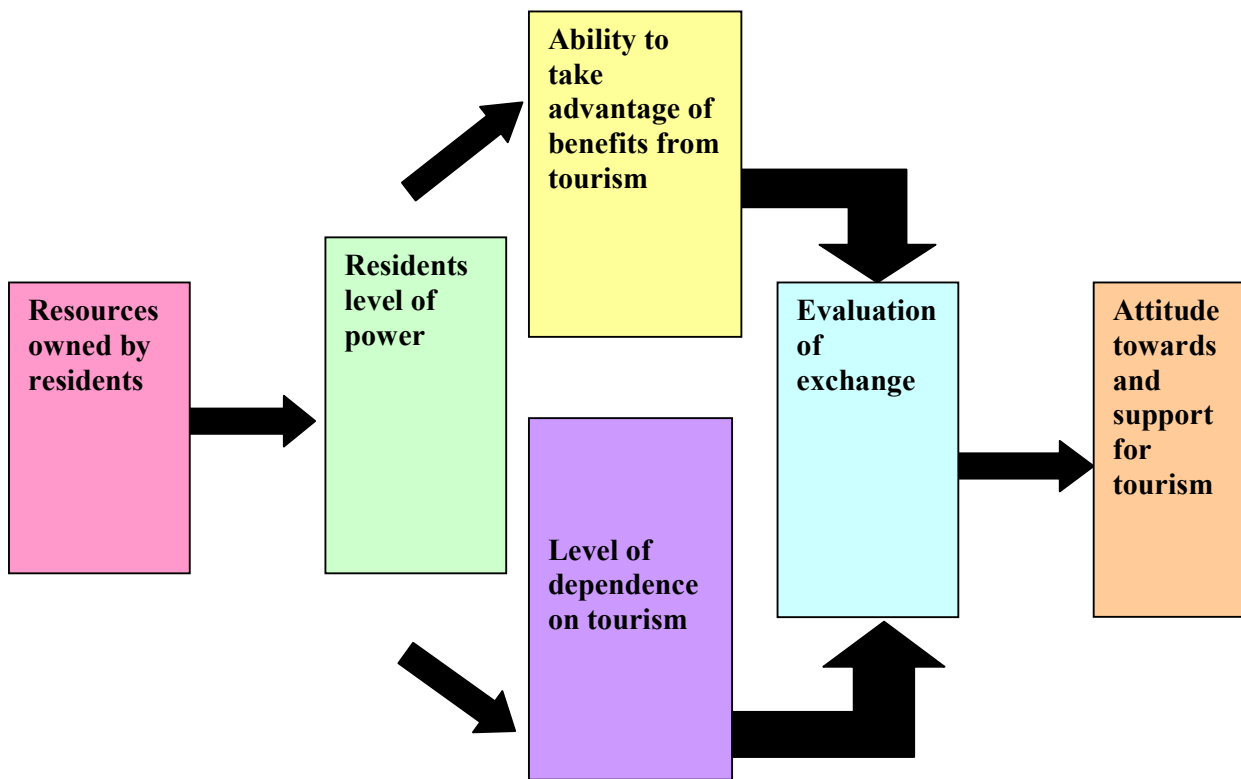 Resources
owned by
residents
Residents
level of
power
Ability to
take
advantage of
benefits from
tourism
Level of
dependence
on tourism
Evaluation
of
exchange
Attitude
towards
and
support
for
tourism